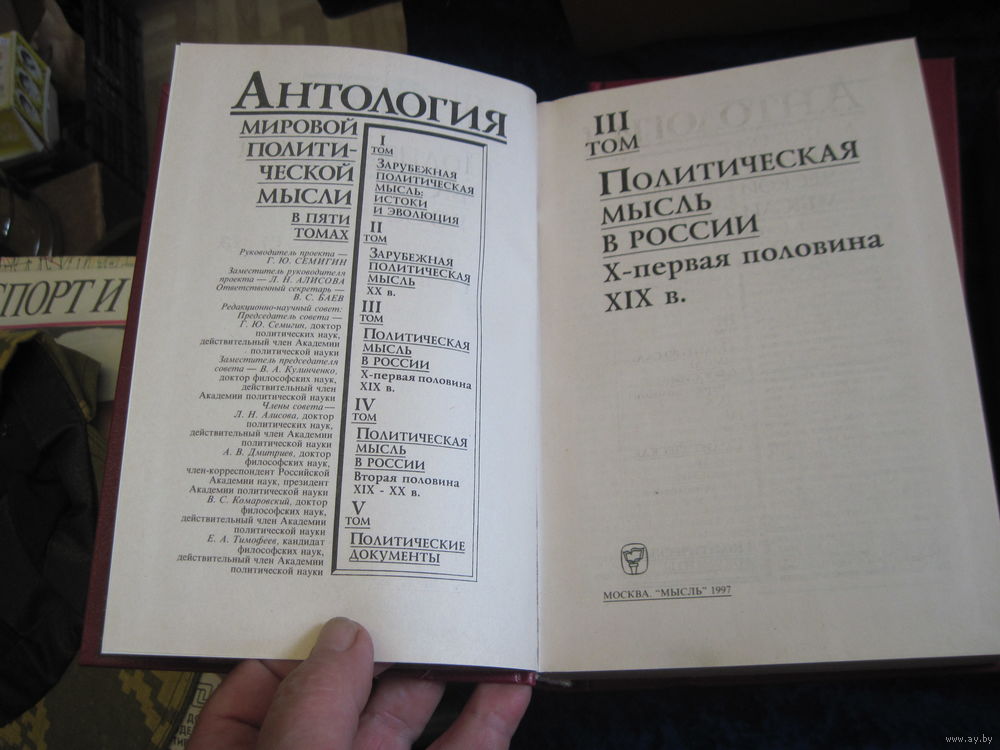 Антология
мировой
полити-
ческой
мысли
в пяти
томах
Руководитель проекта —
Г. Ю. СЕМИГИН
Заместитель руководителя
проекта — Л. Н. АЛИСОВА
Ответственный секретарь —
В. С. БАЕВ
Редакционно-научный совет:
Председатель совета —
Г. Ю. Семигин, доктор
политических наук,
действительный член Академии
политической науки
Заместитель председателя
совета — В. А. Кулинченко,
доктор философских наук,
действительный член
Академии политической науки
Члены совета —
Л. Н. Алисова, доктор
политических наук,
действительный член Академии
политической науки
А. В. Дмитриев, доктор
философских наук,
член-корреспондент Российской
Академии наук, президент
Академии политической науки
В. С. Комаровский, доктор
философских наук,
действительный член Академии
политической науки
Е. А. Тимофеев, кандидат
философских наук,
действительный член Академии
политической науки
I
ТОМ
Зарубежная
политическая
мысль:
истоки
и эволюция
II
ТОМ
Зарубежная
политическая
мысль
XX в.
III
ТОМ
Политическая
мысль
в России
X-первая половина
XIX в.
IV
ТОМ
Политическая
мысль
в России
Вторая половина
XIX - XX в.
V
ТОМ
Политические
документы
III
ТОМ
Политическая
мысль
в России
X-первая половина
XIX в.
МОСКВА. "МЫСЛЬ" 1997
СПОРТ И
www.ay.by